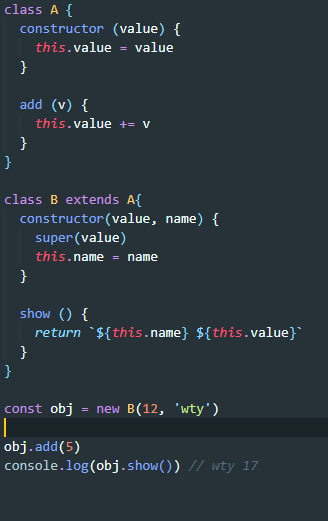 class A {
  constructor (value) {
    this.value = value
  }

  add (v) {
    this.value += v
  }
}

class B extends A{
  constructor(value, name) {
    super(value)
    this.name = name
  }

  show () {
    return `${this.name} ${this.value}`
  }
}

const obj = new B(12, 'wty')

obj.add(5)
console.log(obj.show()) // wty 17